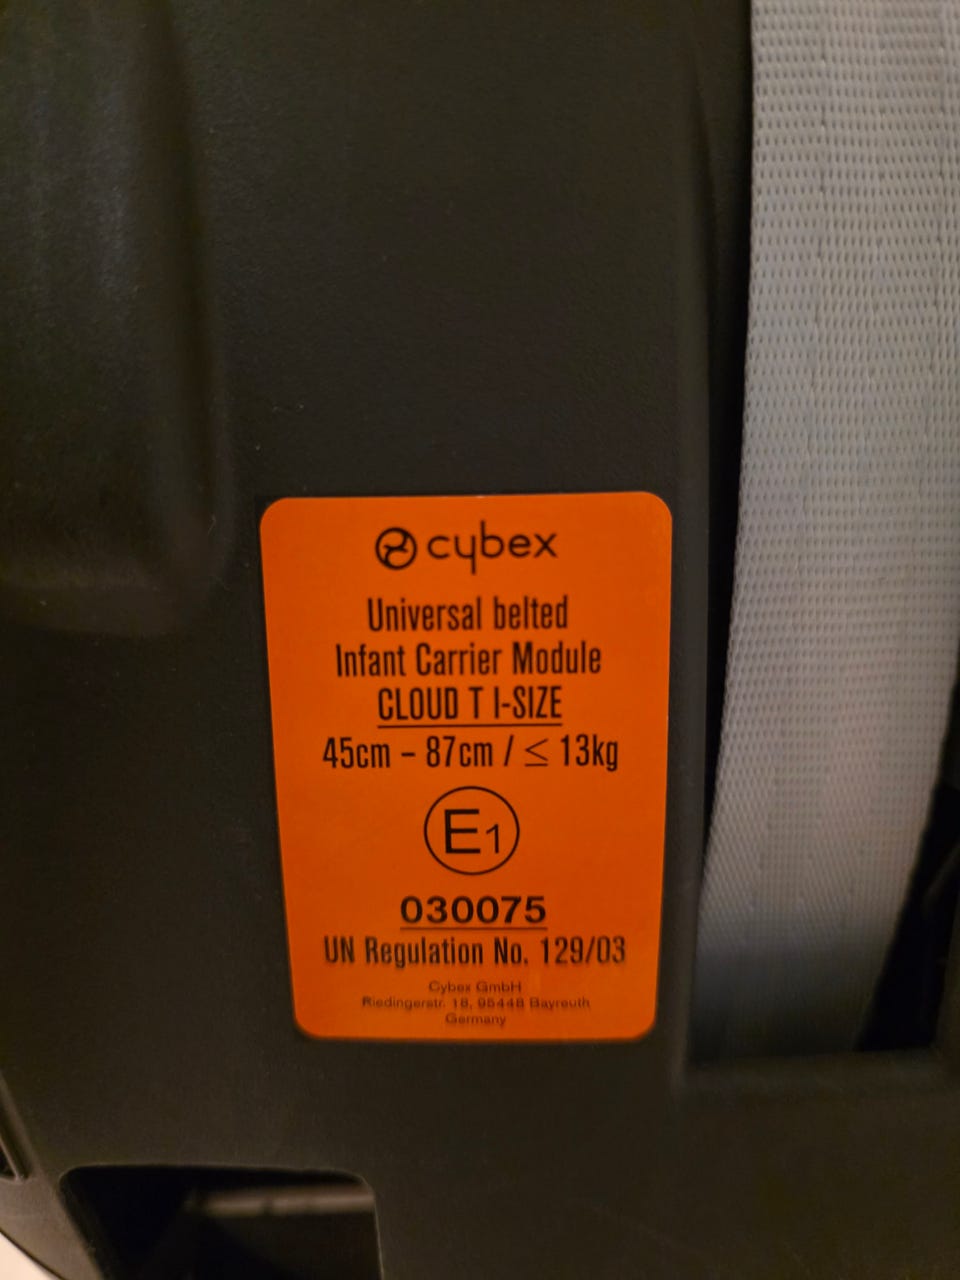 cybex
Universal belted
Infant Carrier Module
CLOUD T I-SIZE
45cm – 87cm / ≤ 13kg
E1
030075
UN Regulation No. 129/03
Cybex GmbH
Riedingerstr. 18, 95448 Bayreuth
Germany